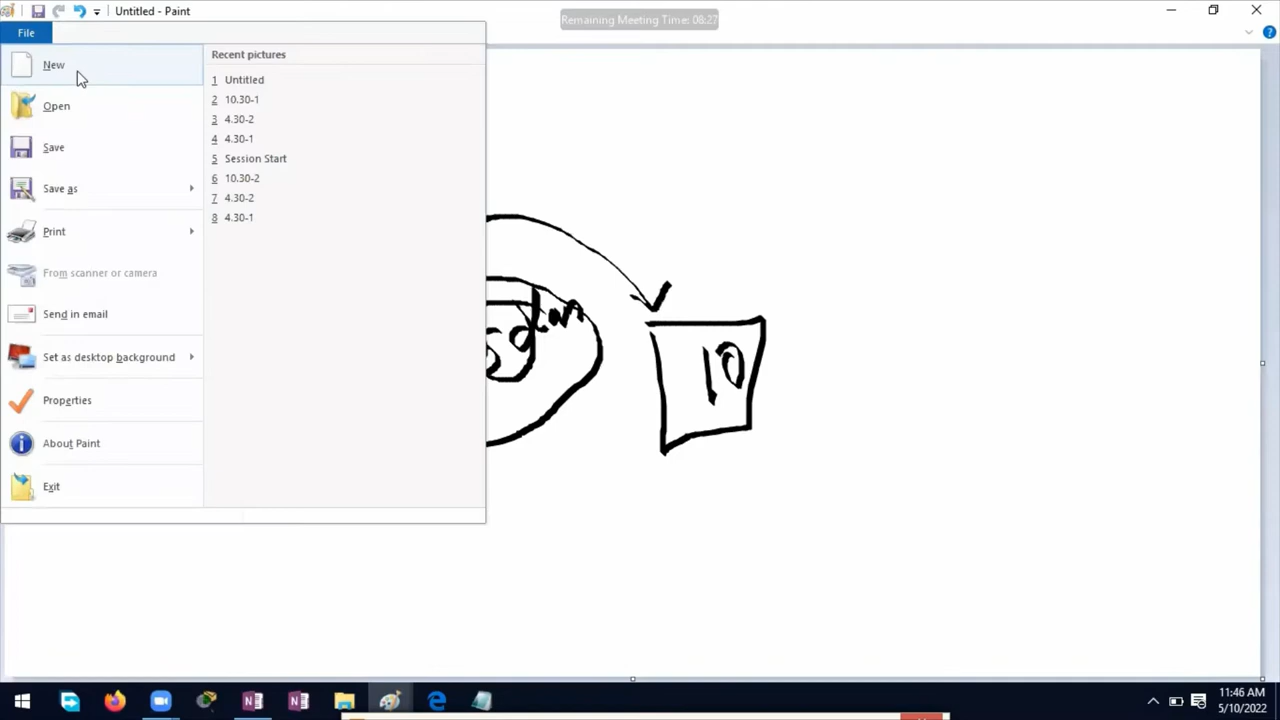 Untitled - Paint
Remaining Meeting Time: 08:27
File
New
Open
Save
Save as
Print
From scanner or camera
Send in email
Set as desktop background
Properties
About Paint
Exit
Recent pictures
1 Untitled
2 10.30-1
3 4.30-2
4 4.30-1
5 Session Start
6 10.30-2
7 4.30-2
8 4.30-1
10
11:46 AM
5/10/2022